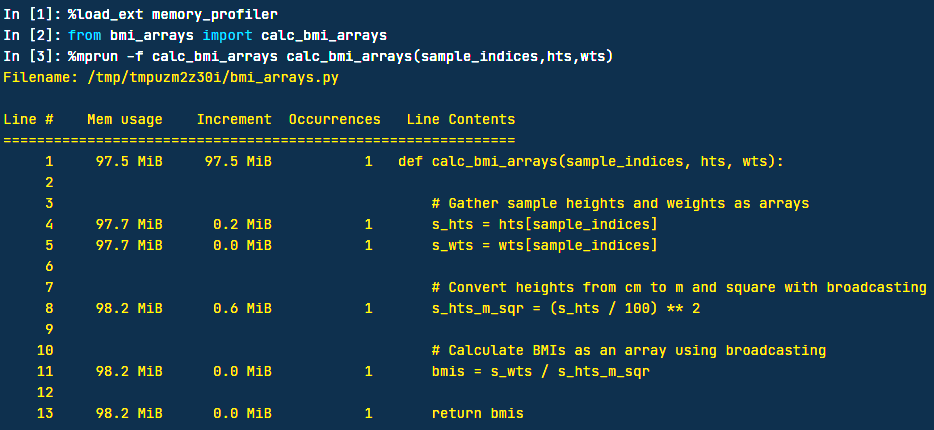 In [1]: %load_ext memory_profiler
In [2]: from bmi_arrays import calc_bmi_arrays
In [3]: %mprun -f calc_bmi_arrays calc_bmi_arrays(sample_indices,hts,wts)
Filename: /tmp/tmpuzm2z30i/bmi_arrays.py

Line #    Mem usage    Increment  Occurrences   Line Contents
=============================================================
     1     97.5 MiB     97.5 MiB           1   def calc_bmi_arrays(sample_indices, hts, wts):
     2
     3                                             # Gather sample heights and weights as arrays
     4     97.7 MiB      0.2 MiB           1       s_hts = hts[sample_indices]
     5     97.7 MiB      0.0 MiB           1       s_wts = wts[sample_indices]
     6
     7                                             # Convert heights from cm to m and square with broadcasting
     8     98.2 MiB      0.6 MiB           1       s_hts_m_sqr = (s_hts / 100) ** 2
     9
    10                                             # Calculate BMIs as an array using broadcasting
    11     98.2 MiB      0.0 MiB           1       bmis = s_wts / s_hts_m_sqr
    12
    13     98.2 MiB      0.0 MiB           1       return bmis